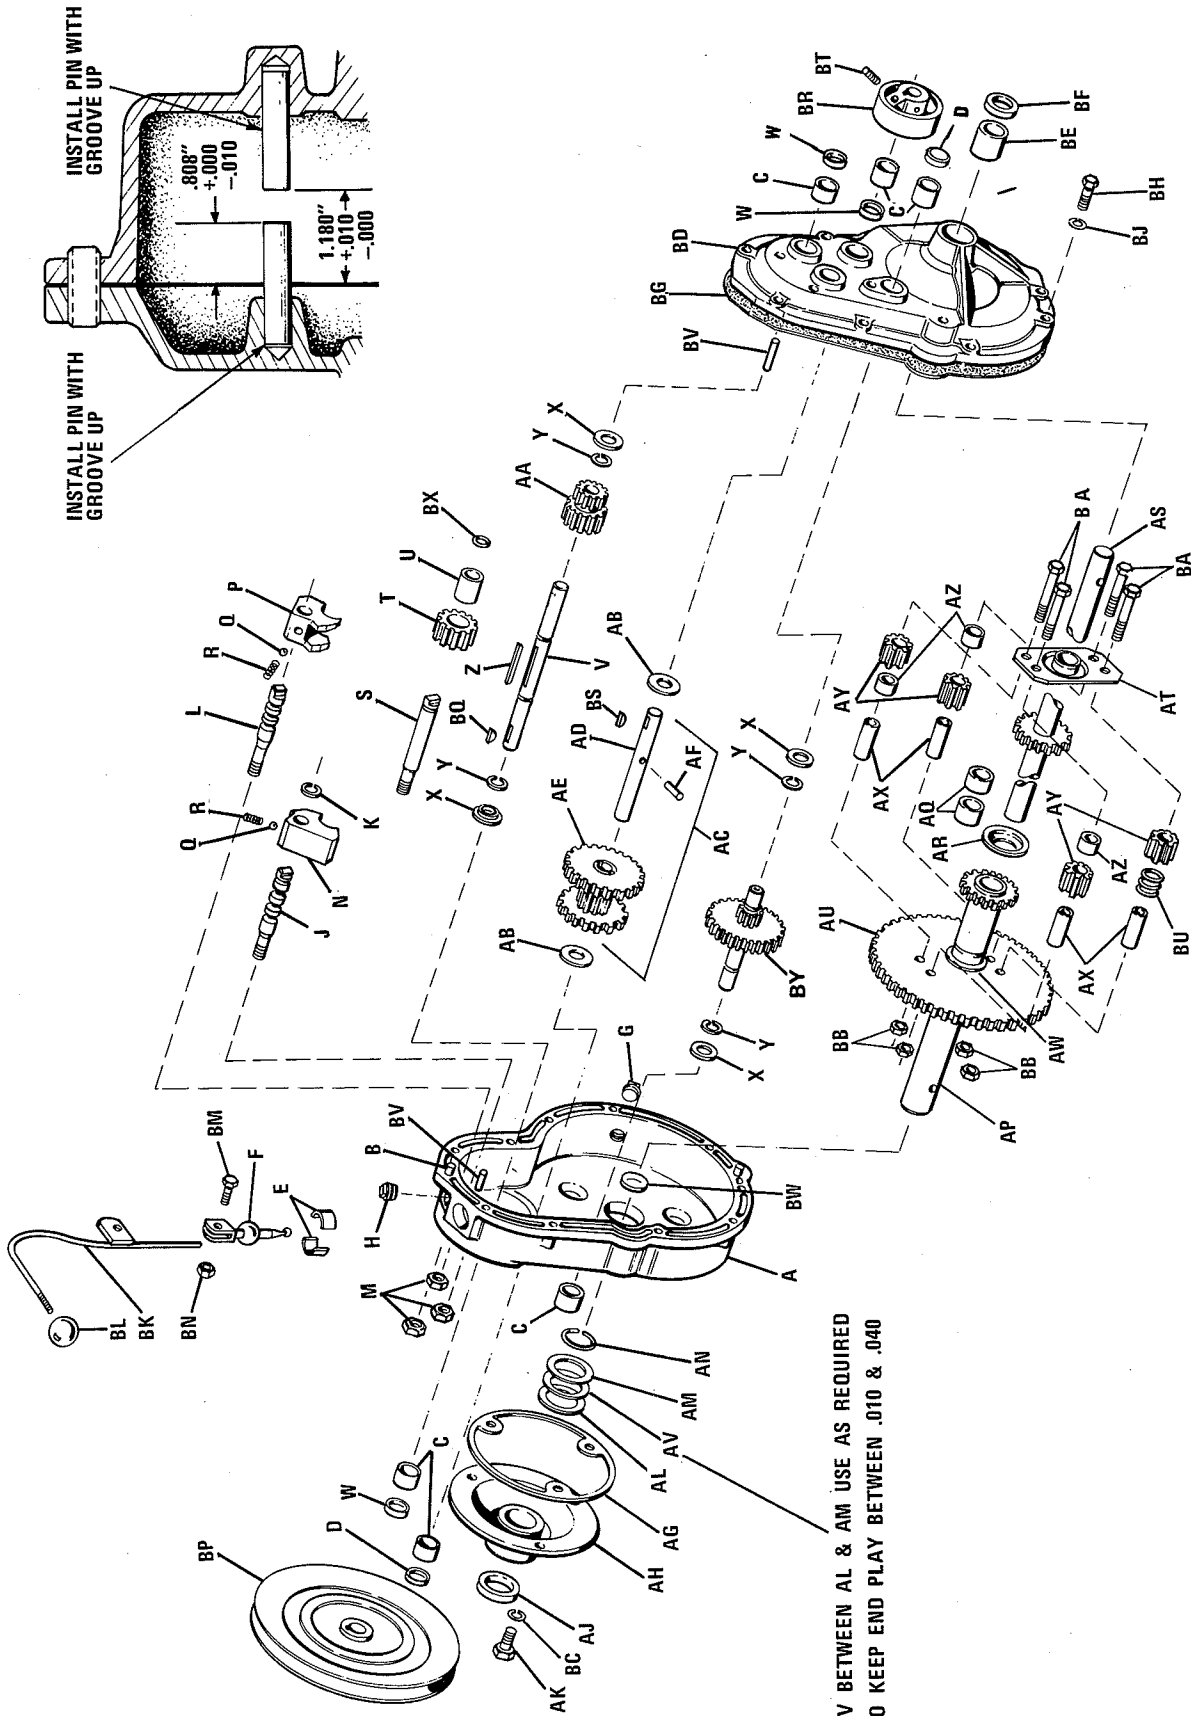 INSTALL PIN WITH
GROOVE UP
INSTALL PIN WITH
GROOVE UP
.808"
+.000
-.010
1.180"
+.010
-.000
BL
BK
BN
BM
F
E
BP
D
W
C
H
M
B
BV
A
BW
G
C
AN
AM
AV
AL
AG
AH
AJ
BC
AK
Q
R
N
J
K
L
R
Q
P
S
T
U
BX
Z
V
BQ
Y
X
AA
Y
X
AB
AE
AD
BS
AF
AC
AB
BY
X
Y
Y
X
BV
BG
BD
W
C
W
C
D
BR
BT
BE
BF
BH
BJ
AU
BB
BB
AW
AP
AR
AQ
AX
AY
AZ
AX
AY
AZ
BU
BA
AS
BA
AT
V BETWEEN AL & AM USE AS REQUIRED
O KEEP END PLAY BETWEEN .010 & .040